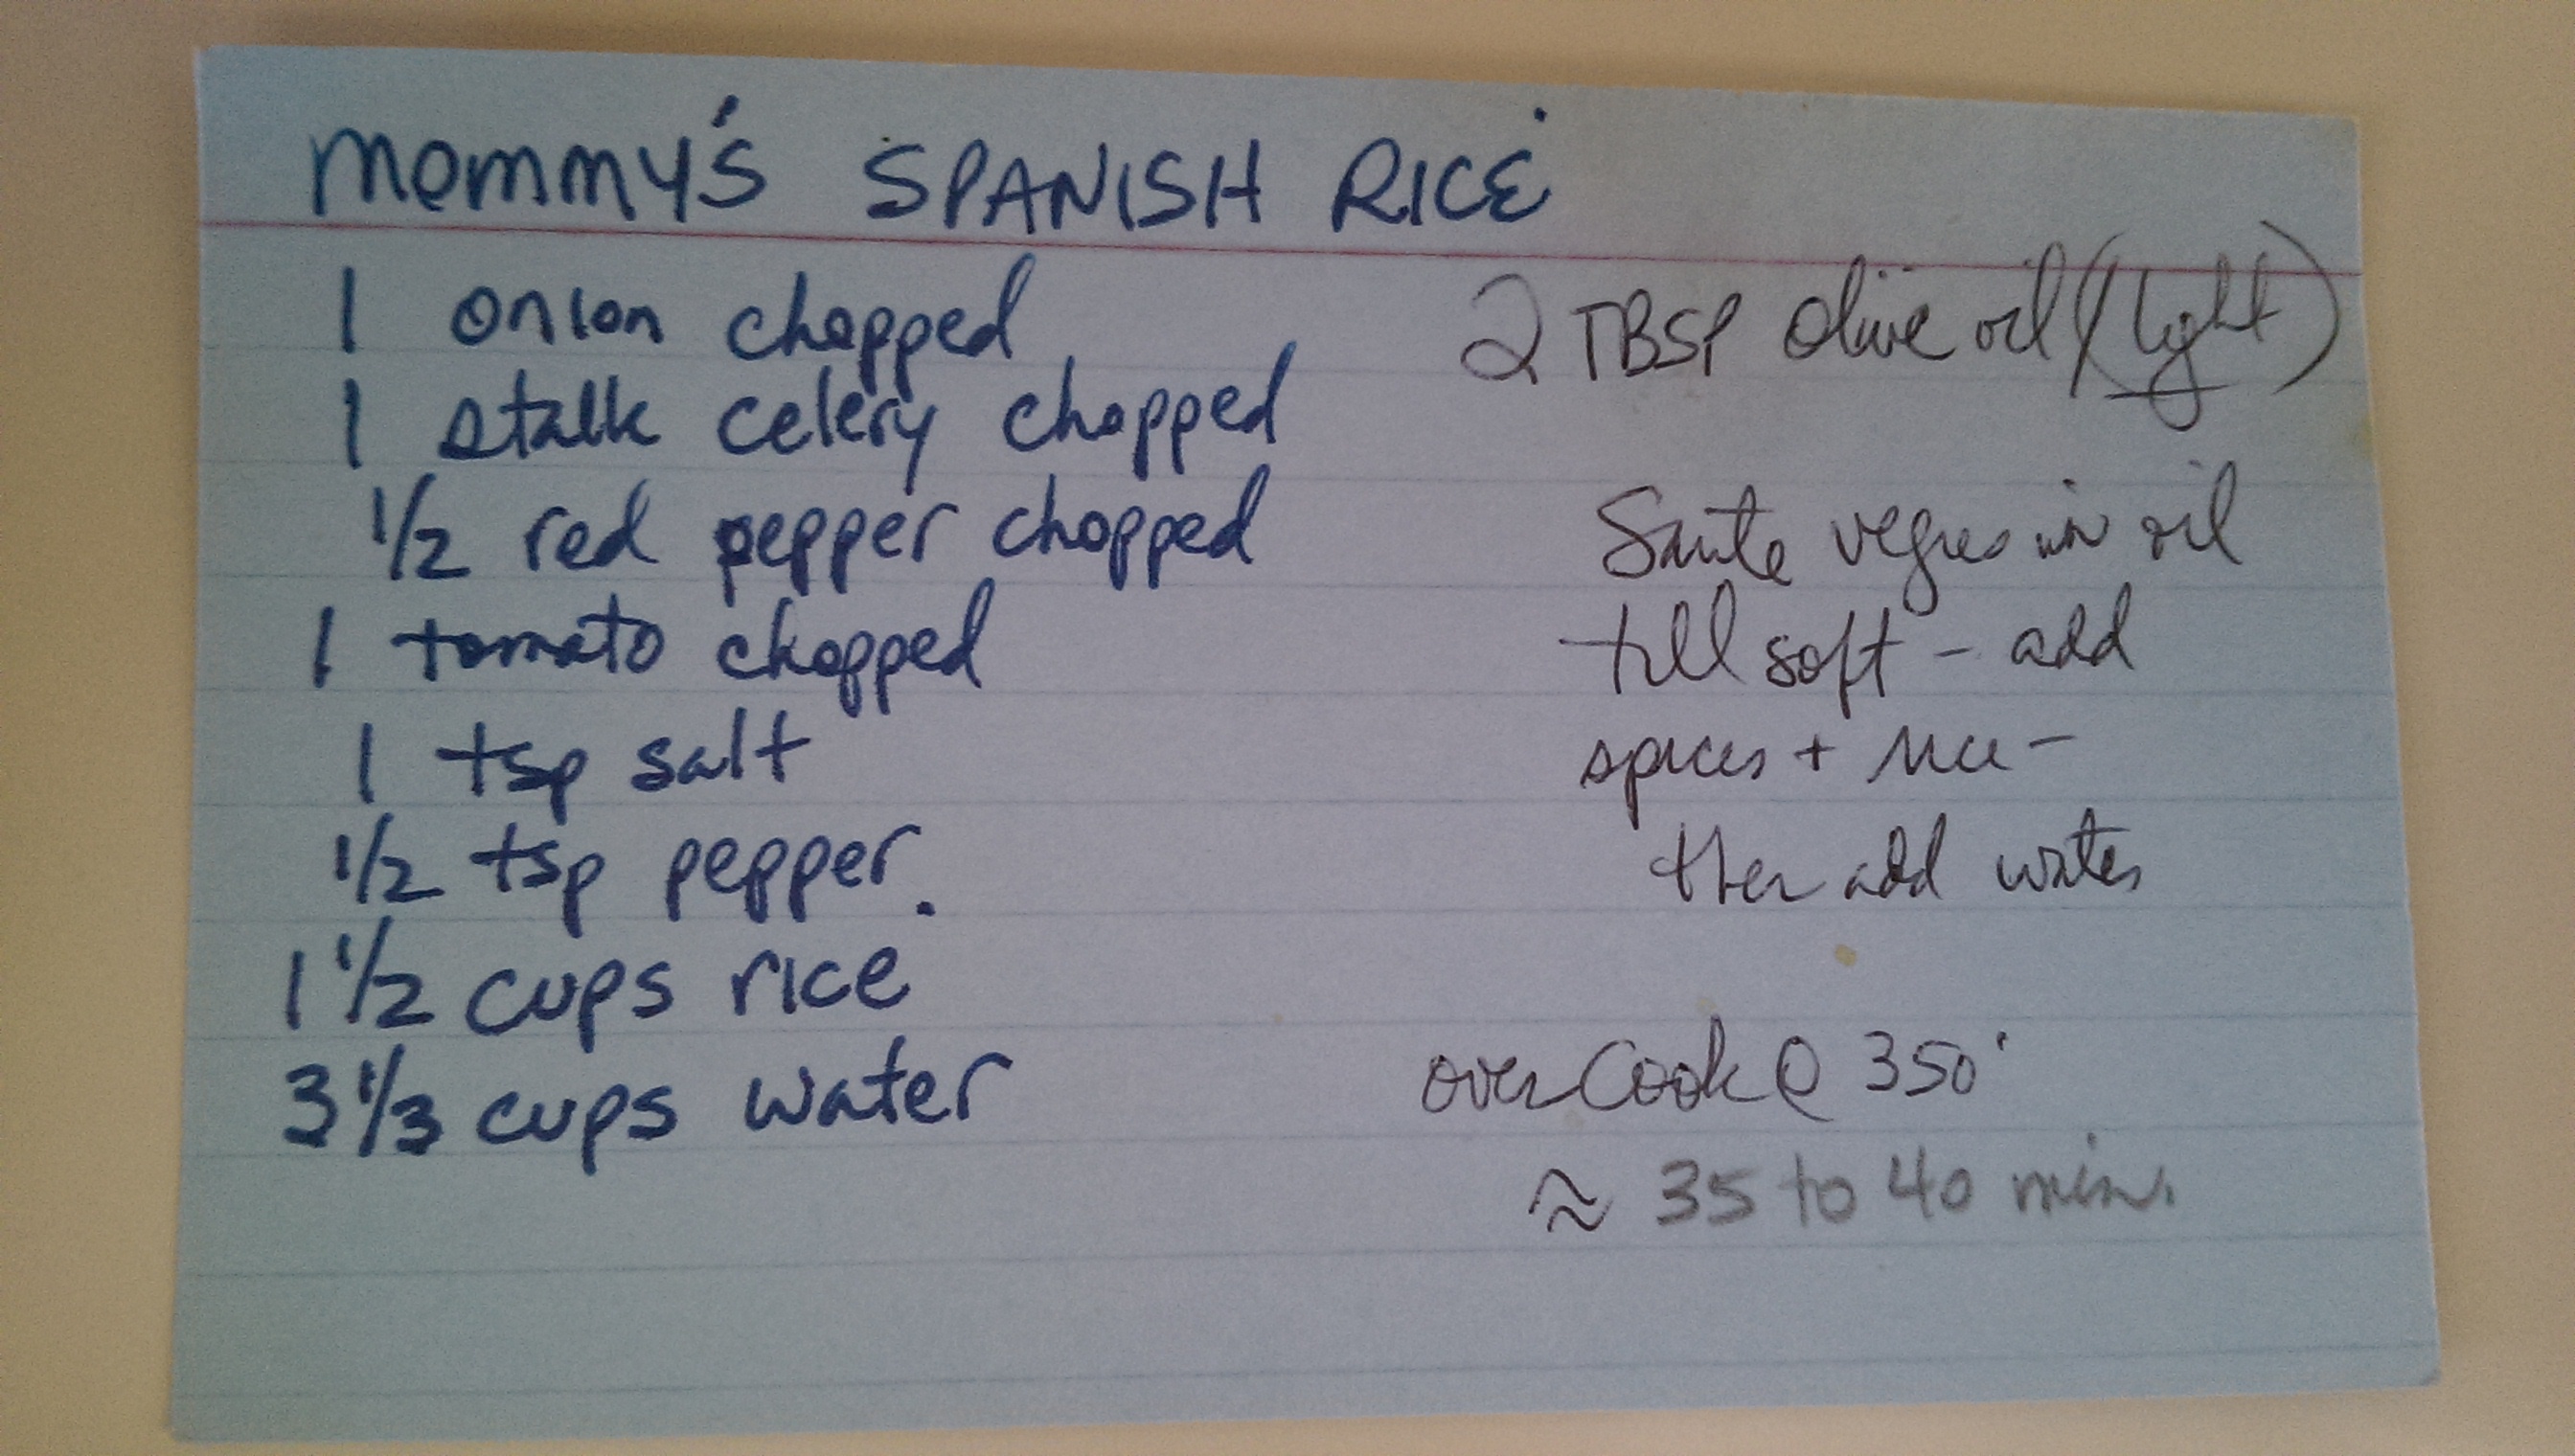 Mommy's SPANISH RICE
1 onion chopped
1 stalk celery chopped
1/2 red pepper chopped
1 tomato chopped
1 tsp salt
1/2 tsp pepper.
1 1/2 cups rice
3 1/3 cups water
2 TBSP olive oil (light)
Saute vegies in oil
till soft - add
spices + rice -
then add water
oven Cook @ 350°
≈ 35 to 40 min.